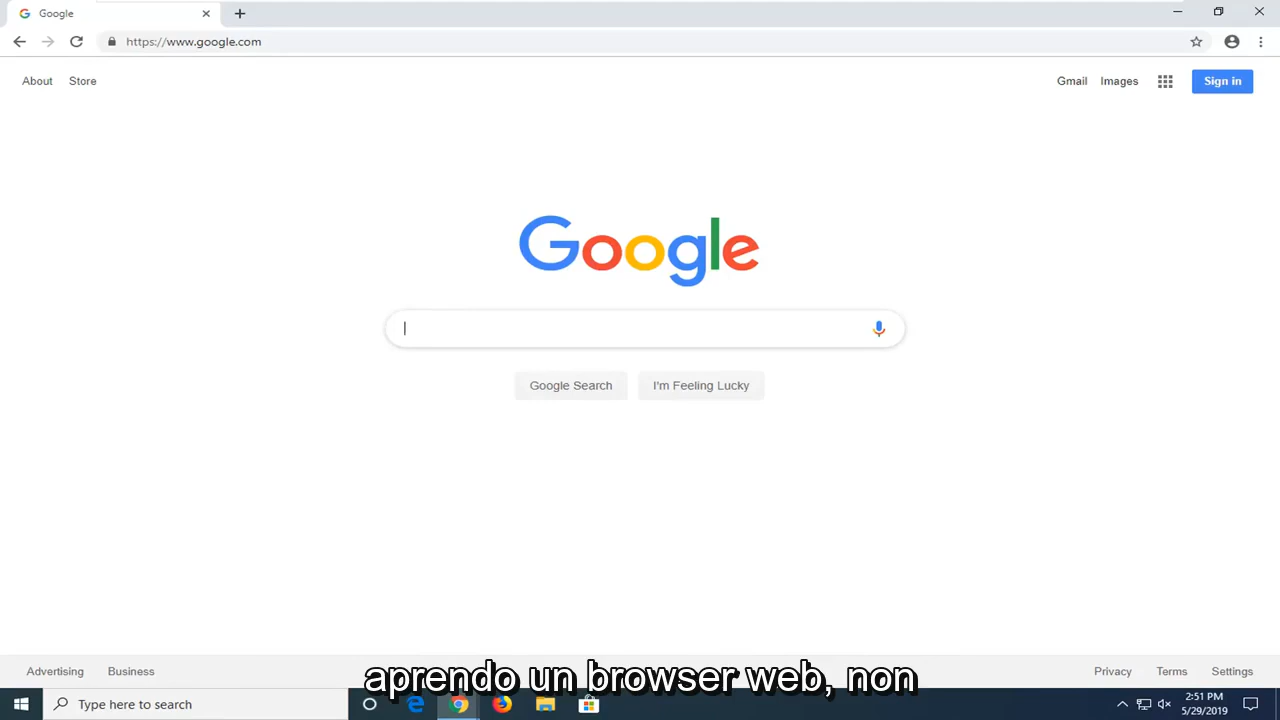 Google
https://www.google.com
About Store
Gmail Images Sign in
Google
Google Search I'm Feeling Lucky
Advertising Business
Privacy Terms Settings
aprendo un browser web, non
Type here to search
2:51 PM
5/29/2019